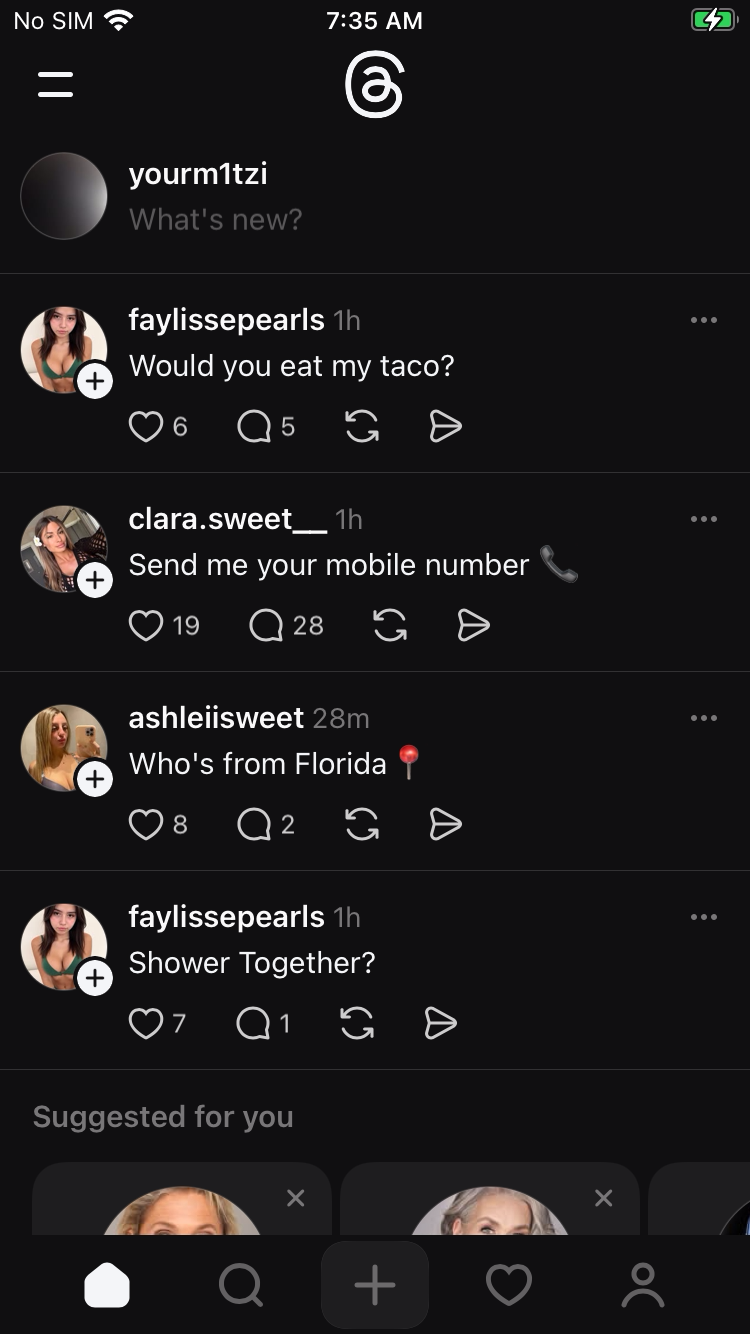 No SIM 7:35 AM
yourm1tzi
What's new?
faylissepearls 1h
Would you eat my taco?
6 5
clara.sweet__ 1h
Send me your mobile number 📞
19 28
ashleiisweet 28m
Who's from Florida 📍
8 2
faylissepearls 1h
Shower Together?
7 1
Suggested for you